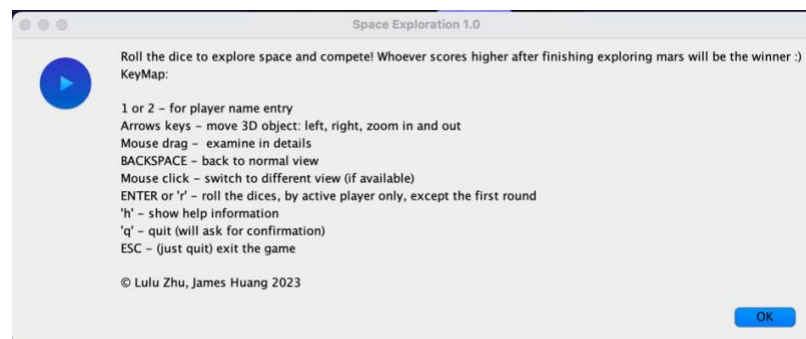 Space Exploration 1.0
Roll the dice to explore space and compete! Whoever scores higher after finishing exploring mars will be the winner :)
KeyMap:
1 or 2 – for player name entry
Arrows keys – move 3D object: left, right, zoom in and out
Mouse drag –  examine in details
BACKSPACE – back to normal view
Mouse click – switch to different view (if available)
ENTER or 'r' – roll the dices, by active player only, except the first round
'h' – show help information
'q' – quit (will ask for confirmation)
ESC – (just quit) exit the game
© Lulu Zhu, James Huang 2023
OK